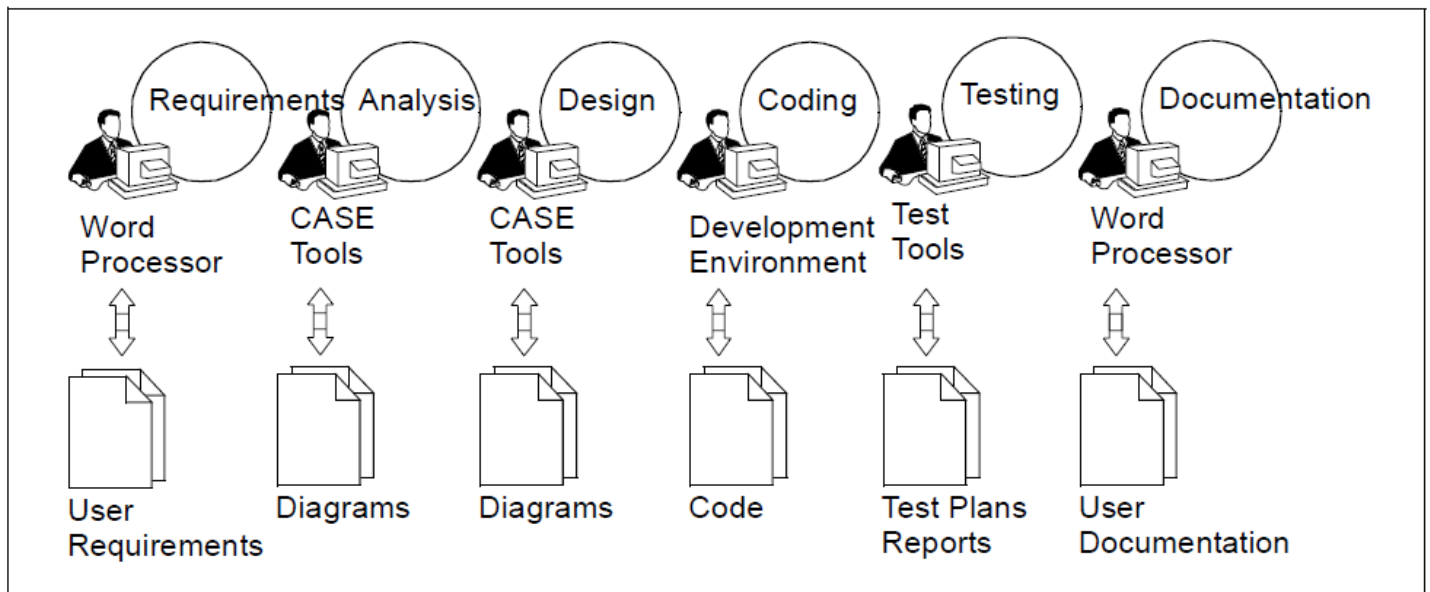 Requirements
Analysis
Design
Coding
Testing
Documentation
Word
Processor
CASE
Tools
CASE
Tools
Development
Environment
Test
Tools
Word
Processor
User
Requirements
Diagrams
Diagrams
Code
Test Plans
Reports
User
Documentation